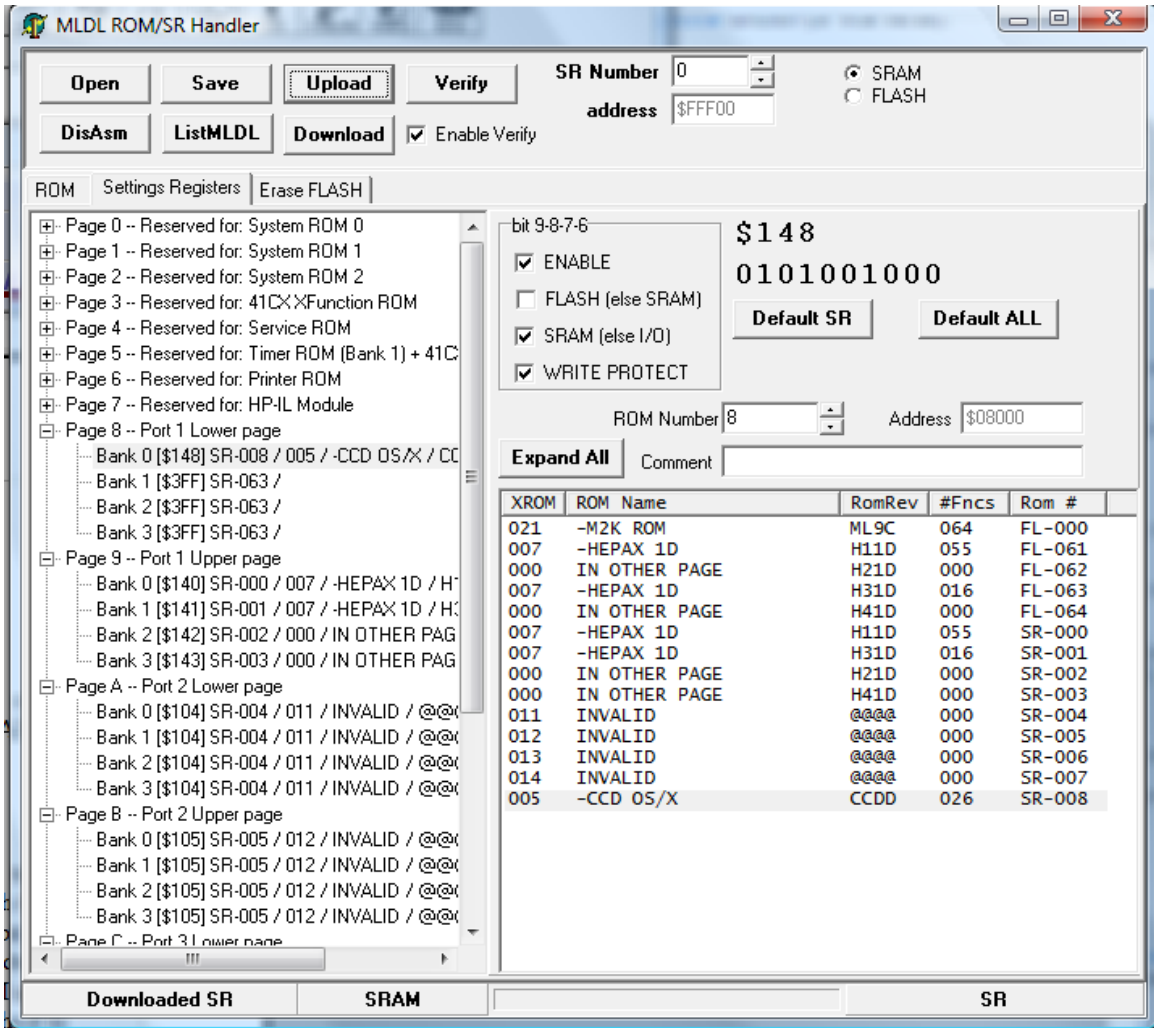 MLDL ROM/SR Handler
Open Save Upload Verify SR Number 0 SRAM
address $FFF00 FLASH
DisAsm ListMLDL Download Enable Verify
ROM Settings Registers Erase FLASH
Page 0 -- Reserved for: System ROM 0
Page 1 -- Reserved for: System ROM 1
Page 2 -- Reserved for: System ROM 2
Page 3 -- Reserved for: 41CX XFunction ROM
Page 4 -- Reserved for: Service ROM
Page 5 -- Reserved for: Timer ROM (Bank 1) + 41C
Page 6 -- Reserved for: Printer ROM
Page 7 -- Reserved for: HP-IL Module
Page 8 -- Port 1 Lower page
Bank 0 [$148] SR-008 / 005 / -CCD OS/X / CC
Bank 1 [$3FF] SR-063 /
Bank 2 [$3FF] SR-063 /
Bank 3 [$3FF] SR-063 /
Page 9 -- Port 1 Upper page
Bank 0 [$140] SR-000 / 007 / -HEPAX 1D / H1
Bank 1 [$141] SR-001 / 007 / -HEPAX 1D / H3
Bank 2 [$142] SR-002 / 000 / IN OTHER PAG
Bank 3 [$143] SR-003 / 000 / IN OTHER PAG
Page A -- Port 2 Lower page
Bank 0 [$104] SR-004 / 011 / INVALID / @@
Bank 1 [$104] SR-004 / 011 / INVALID / @@
Bank 2 [$104] SR-004 / 011 / INVALID / @@
Bank 3 [$104] SR-004 / 011 / INVALID / @@
Page B -- Port 2 Upper page
Bank 0 [$105] SR-005 / 012 / INVALID / @@
Bank 1 [$105] SR-005 / 012 / INVALID / @@
Bank 2 [$105] SR-005 / 012 / INVALID / @@
Bank 3 [$105] SR-005 / 012 / INVALID / @@
Page C -- Port 3 Lower page
bit 9-8-7-6
ENABLE
FLASH (else SRAM)
SRAM (else I/O)
WRITE PROTECT
$148
0101001000
Default SR Default ALL
ROM Number 8 Address $08000
Expand All Comment
XROM ROM Name RomRev #Fncs Rom #
021 -M2K ROM ML9C 064 FL-000
007 -HEPAX 1D H11D 055 FL-061
000 IN OTHER PAGE H21D 000 FL-062
007 -HEPAX 1D H31D 016 FL-063
000 IN OTHER PAGE H41D 000 FL-064
007 -HEPAX 1D H11D 055 SR-000
007 -HEPAX 1D H31D 016 SR-001
000 IN OTHER PAGE H21D 000 SR-002
000 IN OTHER PAGE H41D 000 SR-003
011 INVALID @@@@ 000 SR-004
012 INVALID @@@@ 000 SR-005
013 INVALID @@@@ 000 SR-006
014 INVALID @@@@ 000 SR-007
005 -CCD OS/X CCDD 026 SR-008
Downloaded SR SRAM SR